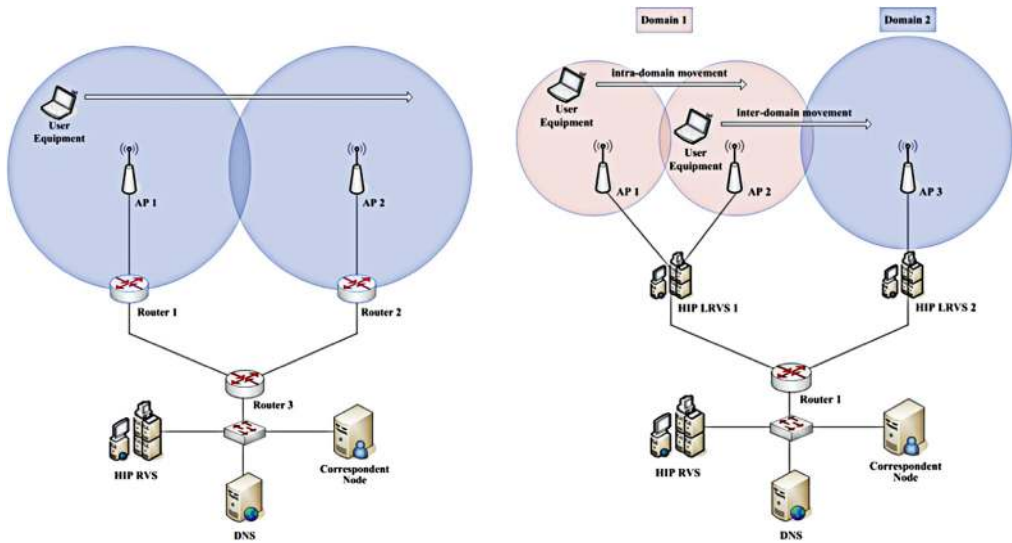 User
Equipment
AP 1
AP 2
Router 1
Router 2
Router 3
HIP RVS
Correspondent
Node
DNS
Domain 1
Domain 2
intra-domain movement
User
Equipment
inter-domain movement
User
Equipment
AP 1
AP 2
AP 3
HIP LRVS 1
HIP LRVS 2
Router 1
HIP RVS
Correspondent
Node
DNS